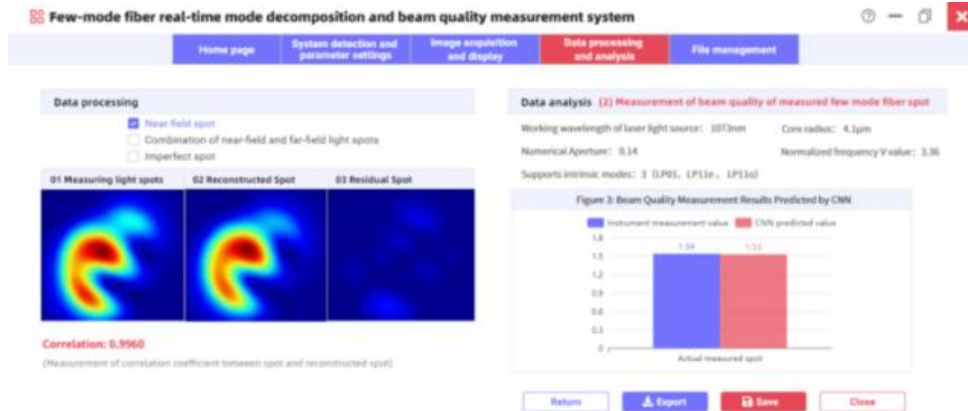 Few-mode fiber real-time mode decomposition and beam quality measurement system
Home page
System detection and parameter settings
Image acquisition and display
Data processing and analysis
File management
Data processing
Near-field spot
Combination of near-field and far-field light spots
Imperfect spot
01 Measuring light spots
02 Reconstructed Spot
03 Residual Spot
Correlation: 0.9960
(Measurement of correlation coefficient between spot and reconstructed spot)
Data analysis (2) Measurement of beam quality of measured few mode fiber spot
Working wavelength of laser light source: 1073nm
Core radius: 4.1μm
Numerical Aperture: 0.14
Normalized frequency V value: 3.36
Supports intrinsic modes: 3 (LP01, LP11e, LP11o)
Figure 3: Beam Quality Measurement Results Predicted by CNN
Instrument measurement value
CNN predicted value
1.8
1.5
1.2
0.9
0.6
0.3
0
1.54
1.53
Actual measured spot
Return
Export
Save
Close